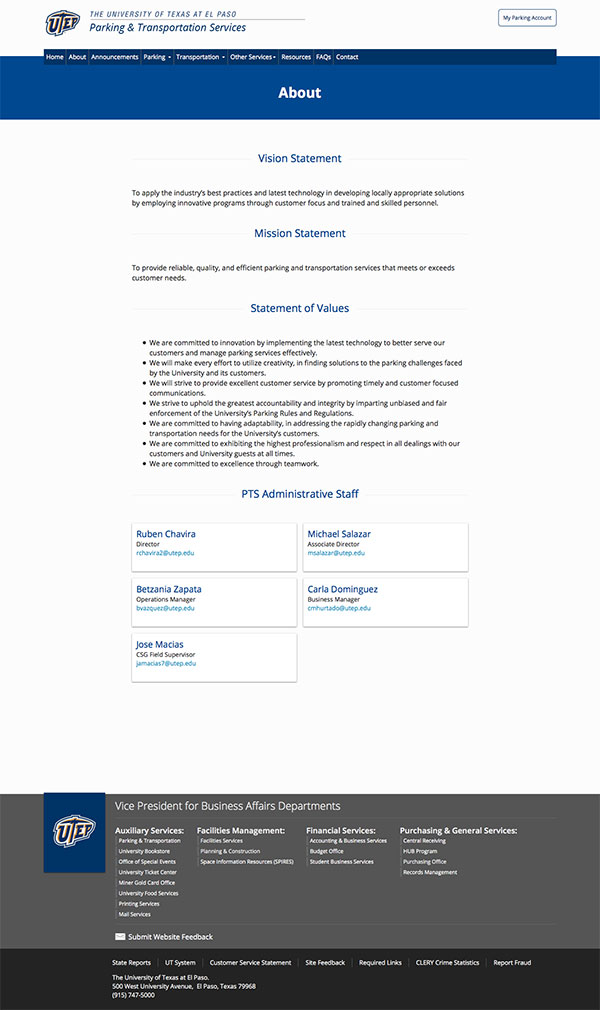 UTEP
THE UNIVERSITY OF TEXAS AT EL PASO
Parking & Transportation Services
My Parking Account
Home About Announcements Parking Transportation Other Services Resources FAQs Contact
About
Vision Statement
To apply the industry's best practices and latest technology in developing locally appropriate solutions
by employing innovative programs through customer focus and trained and skilled personnel.
Mission Statement
To provide reliable, quality, and efficient parking and transportation services that meets or exceeds
customer needs.
Statement of Values
We are committed to innovation by implementing the latest technology to better serve our
customers and manage parking services effectively.
We will make every effort to utilize creativity, in finding solutions to the parking challenges faced
by the University and its customers.
We will strive to provide excellent customer service by promoting timely and customer focused
communications.
We strive to uphold the greatest accountability and integrity by imparting unbiased and fair
enforcement of the University's Parking Rules and Regulations.
We are committed to having adaptability, in addressing the rapidly changing parking and
transportation needs for the University's customers.
We are committed to exhibiting the highest professionalism and respect in all dealings with our
customers and University guests at all times.
We are committed to excellence through teamwork.
PTS Administrative Staff
Ruben Chavira
Director
rchavira2@utep.edu
Michael Salazar
Associate Director
msalazar@utep.edu
Betzania Zapata
Operations Manager
bvazquez@utep.edu
Carla Dominguez
Business Manager
cmhurtado@utep.edu
Jose Macias
CSG Field Supervisor
jamacias7@utep.edu
UTEP
Vice President for Business Affairs Departments
Auxiliary Services:
Parking & Transportation
University Bookstore
Office of Special Events
University Ticket Center
Miner Gold Card Office
University Food Services
Printing Services
Mail Services
Facilities Management:
Facilities Services
Planning & Construction
Space Information Resources (SPIRES)
Financial Services:
Accounting & Business Services
Budget Office
Student Business Services
Purchasing & General Services:
Central Receiving
HUB Program
Purchasing Office
Records Management
Submit Website Feedback
State Reports UT System Customer Service Statement Site Feedback Required Links CLERY Crime Statistics Report Fraud
The University of Texas at El Paso.
500 West University Avenue, El Paso, Texas 79968
(915) 747-5000